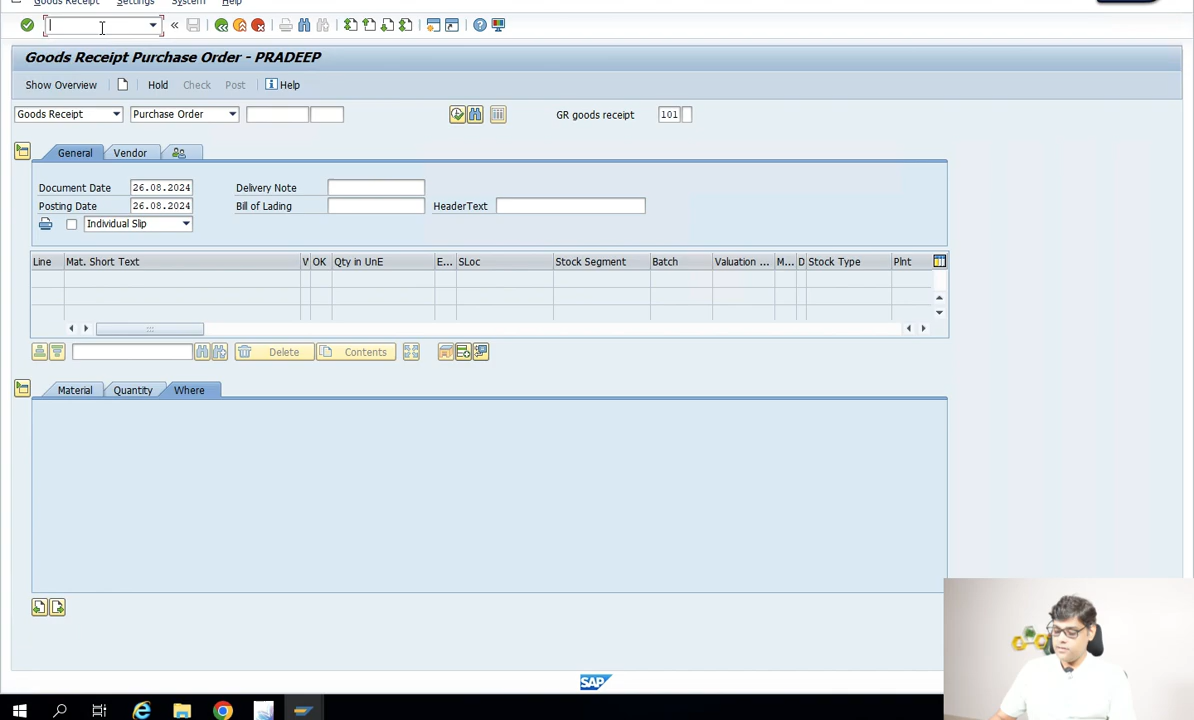 Goods Receipt Settings System Help
Goods Receipt Purchase Order - PRADEEP
Show Overview Hold Check Post Help
Goods Receipt Purchase Order GR goods receipt 101
General Vendor
Document Date 26.08.2024 Delivery Note
Posting Date 26.08.2024 Bill of Lading HeaderText
Individual Slip
Line Mat. Short Text V OK Qty in UnE E... SLoc Stock Segment Batch Valuation ... M... D Stock Type Plnt
Delete Contents
Material Quantity Where
SAP